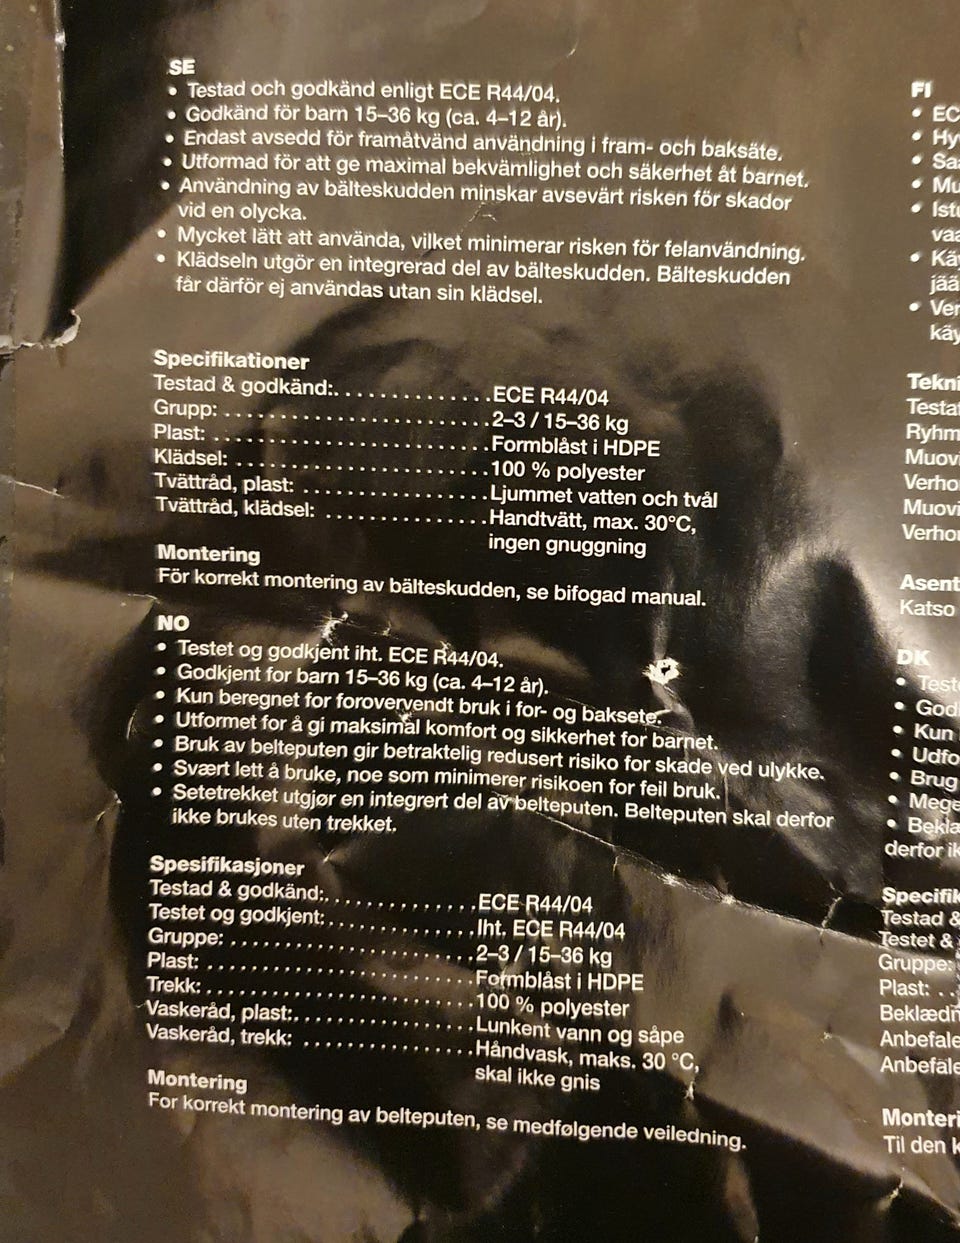 SE
• Testad och godkänd enligt ECE R44/04.
• Godkänd för barn 15–36 kg (ca. 4–12 år).
• Endast avsedd för framåtvänd användning i fram- och baksäte.
• Utformad för att ge maximal bekvämlighet och säkerhet åt barnet.
• Användning av bälteskudden minskar avsevärt risken för skador
vid en olycka.
• Mycket lätt att använda, vilket minimerar risken för felanvändning.
• Klädseln utgör en integrerad del av bälteskudden. Bälteskudden
får därför ej användas utan sin klädsel.
Specifikationer
Testad & godkänd:. . . . . . . . . . . . . . ECE R44/04
Grupp: . . . . . . . . . . . . . . . . . . . . . . . . 2–3 / 15–36 kg
Plast: . . . . . . . . . . . . . . . . . . . . . . . . . Formblåst i HDPE
Klädsel: . . . . . . . . . . . . . . . . . . . . . . . 100 % polyester
Tvättråd, plast: . . . . . . . . . . . . . . . . . Ljummet vatten och tvål
Tvättråd, klädsel: . . . . . . . . . . . . . . . Handtvätt, max. 30°C,
ingen gnuggning
Montering
För korrekt montering av bälteskudden, se bifogad manual.
NO
• Testet og godkjent iht. ECE R44/04.
• Godkjent for barn 15–36 kg (ca. 4–12 år).
• Kun beregnet for forovervendt bruk i for- og baksete.
• Utformet for å gi maksimal komfort og sikkerhet for barnet.
• Bruk av belteputen gir betraktelig redusert risiko for skade ved ulykke.
• Svært lett å bruke, noe som minimerer risikoen for feil bruk.
• Setetrekket utgjør en integrert del av belteputen. Belteputen skal derfor
ikke brukes uten trekket.
Spesifikasjoner
Testad & godkänd:. . . . . . . . . . . . . . ECE R44/04
Testet og godkjent: . . . . . . . . . . . . . Iht. ECE R44/04
Gruppe: . . . . . . . . . . . . . . . . . . . . . . 2–3 / 15–36 kg
Plast: . . . . . . . . . . . . . . . . . . . . . . . . Formblåst i HDPE
Trekk: . . . . . . . . . . . . . . . . . . . . . . . . 100 % polyester
Vaskeråd, plast:. . . . . . . . . . . . . . . . Lunkent vann og såpe
Vaskeråd, trekk: . . . . . . . . . . . . . . . Håndvask, maks. 30 °C,
skal ikke gnis
Montering
For korrekt montering av belteputen, se medfølgende veiledning.
FI
•
•
•
•
•
•
•
Asent
Katso
DK
•
•
• Kun
•
• Brug
•
•
derfor
Testad &
Testet &
Gruppe:
Plast: . .
Til den